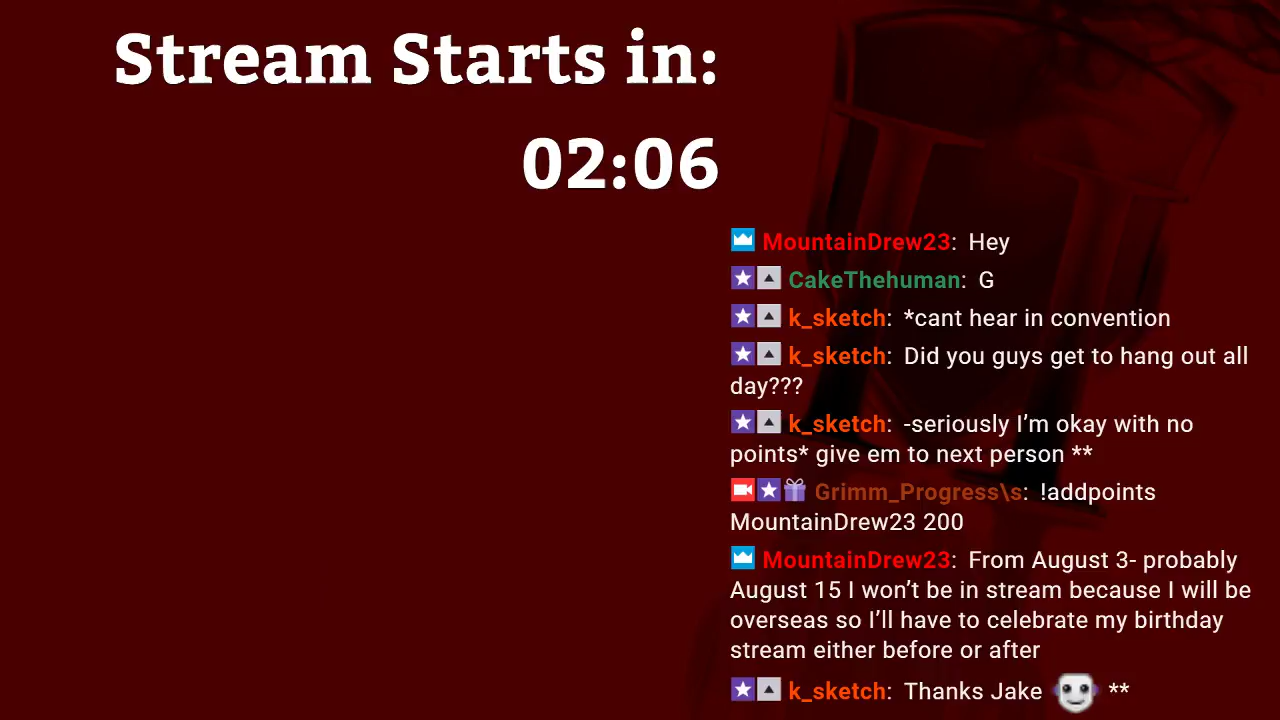 Stream Starts in:
02:06
MountainDrew23: Hey
CakeThehuman: G
k_sketch: *cant hear in convention
k_sketch: Did you guys get to hang out all
day???
k_sketch: -seriously I’m okay with no
points* give em to next person **
Grimm_Progress\s: !addpoints
MountainDrew23 200
MountainDrew23: From August 3- probably
August 15 I won’t be in stream because I will be
overseas so I’ll have to celebrate my birthday
stream either before or after
k_sketch: Thanks Jake **